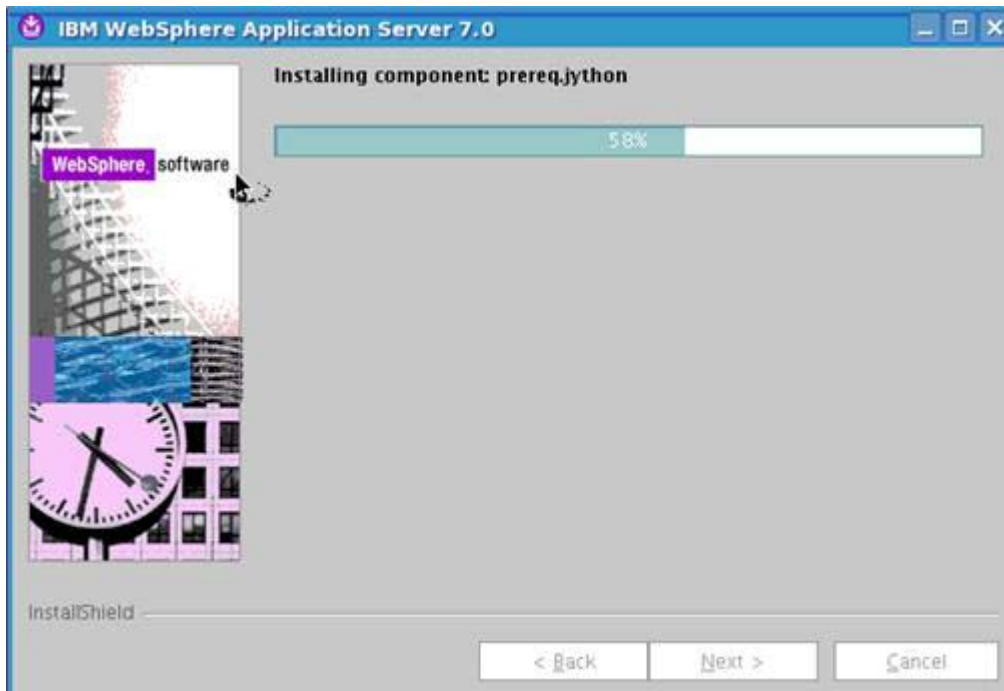 IBM WebSphere Application Server 7.0
Installing component: prereq.jython
58%
WebSphere software
InstallShield
< Back
Next >
Cancel